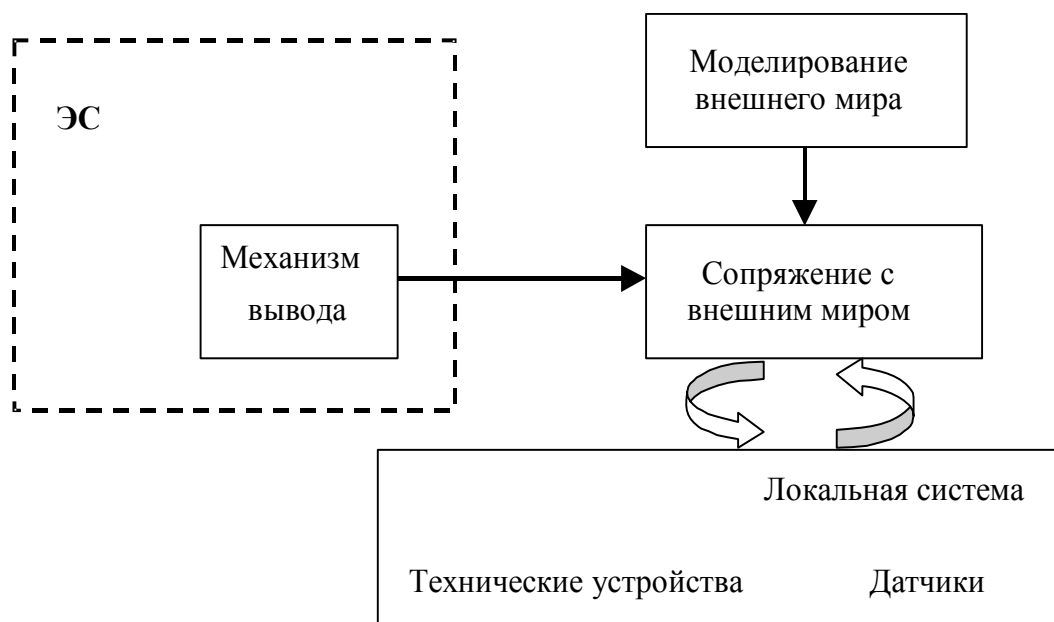 ЭС
Моделирование
внешнего мира
Механизм
вывода
Сопряжение с
внешним миром
Локальная система
Технические устройства
Датчики